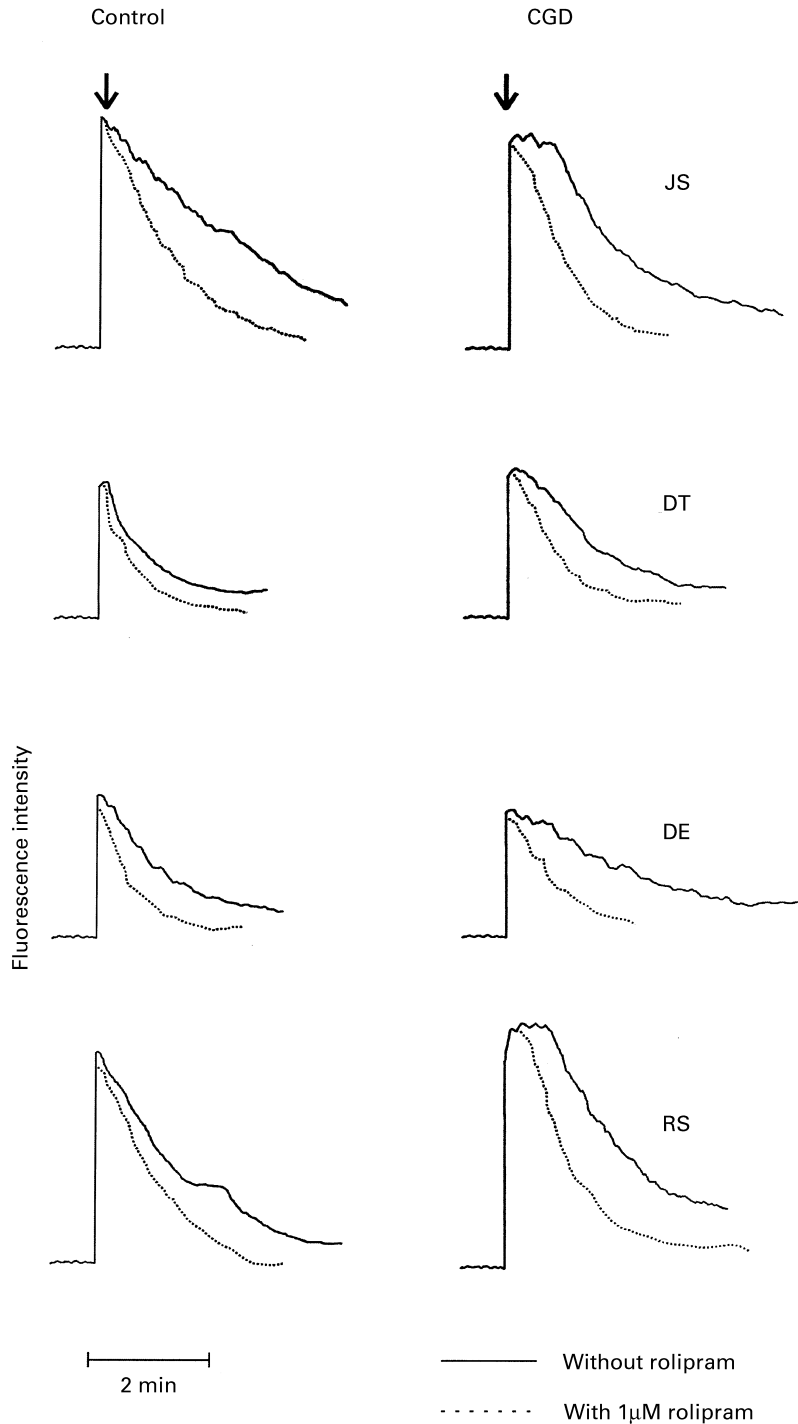 Control
CGD
JS
DT
DE
RS
Fluorescence intensity
2 min
Without rolipram
With 1μM rolipram